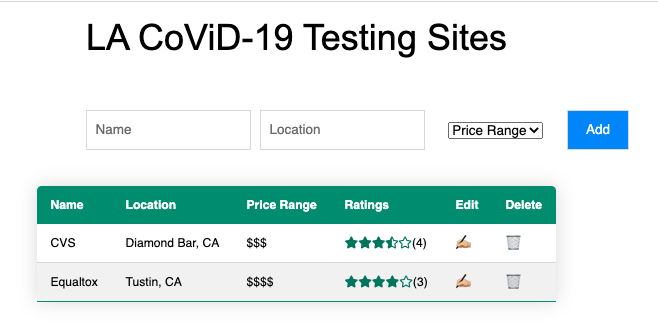 LA CoViD-19 Testing Sites
Name Location Price Range Add
Name Location Price Range Ratings Edit Delete
CVS Diamond Bar, CA $$$ (4)
Equaltox Tustin, CA $$$$ (3)